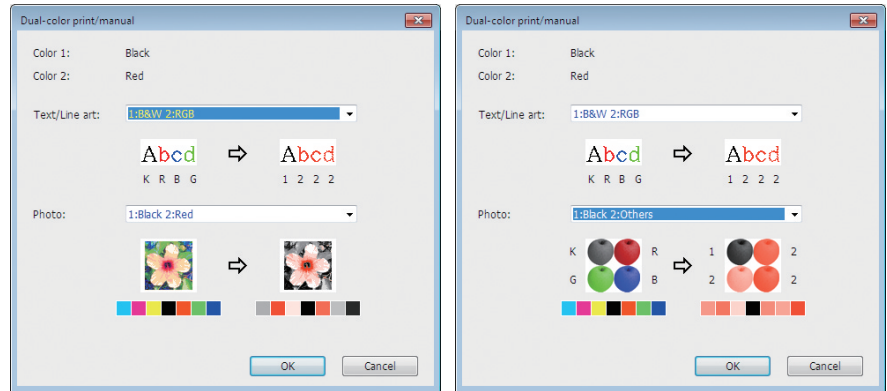 Dual-color print/manual
Color 1: Black
Color 2: Red
Text/Line art: 1:B&W 2:RGB
Abcd Abcd
K R B G 1 2 2 2
Photo: 1:Black 2:Red
OK Cancel
Dual-color print/manual
Color 1: Black
Color 2: Red
Text/Line art: 1:B&W 2:RGB
Abcd Abcd
K R B G 1 2 2 2
Photo: 1:Black 2:Others
K R 1 2
G B 2 2
OK Cancel